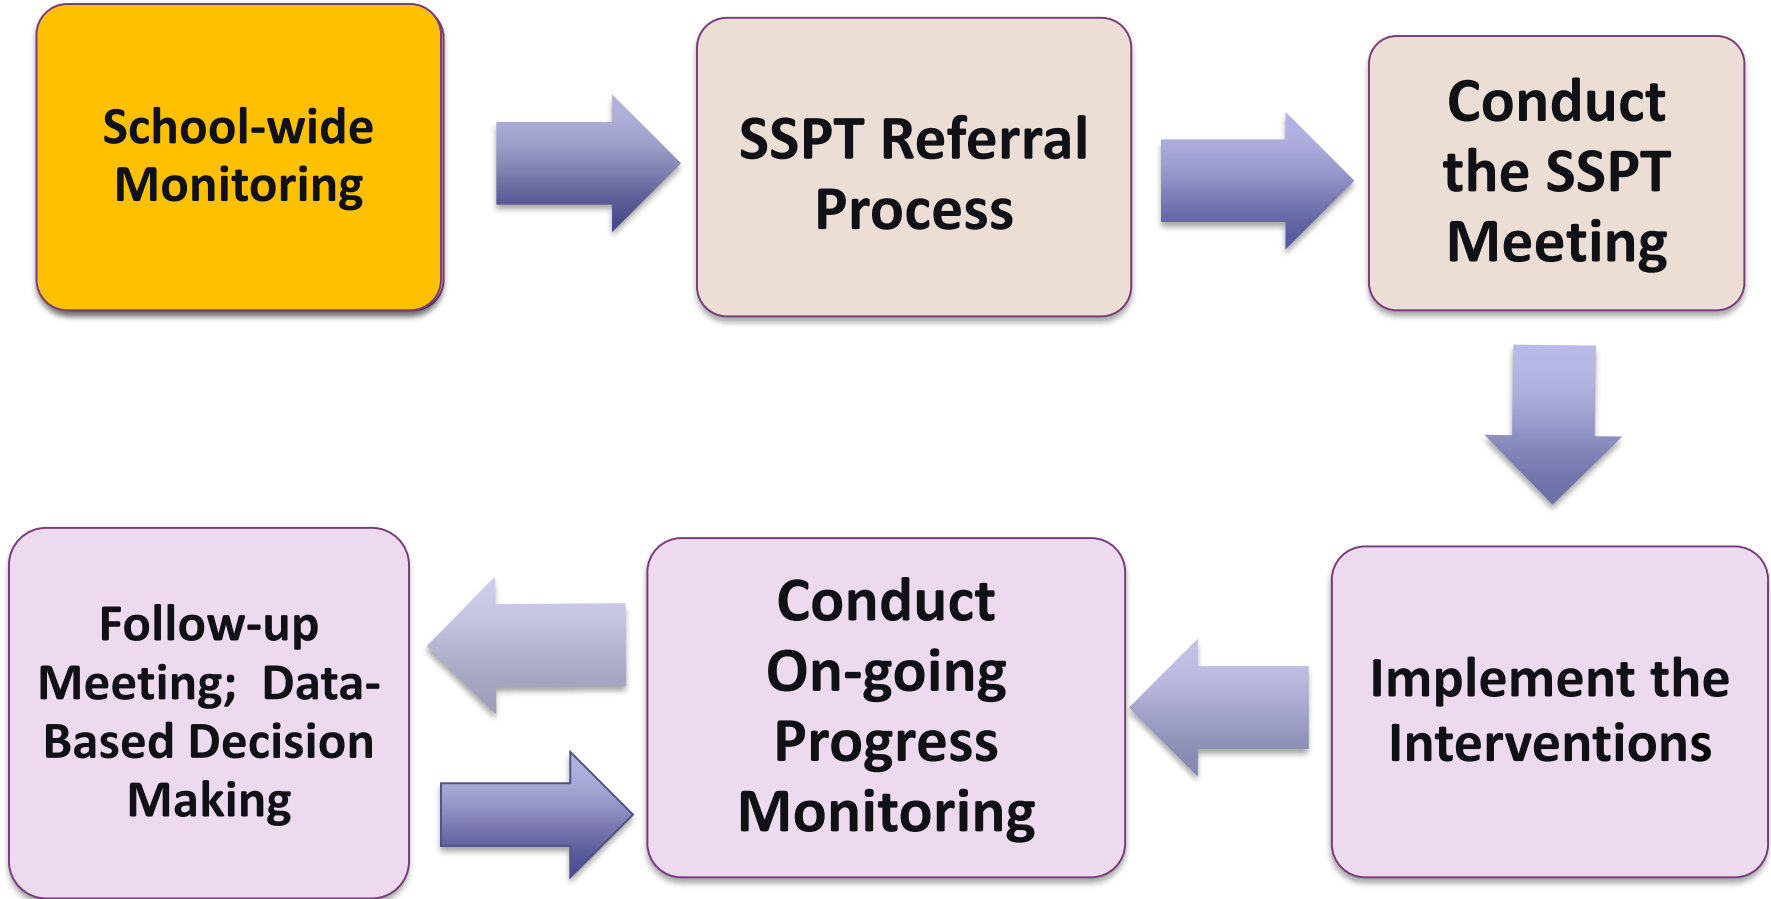 School-wide
Monitoring
SSPT Referral
Process
Conduct
the SSPT
Meeting
Implement the
Interventions
Conduct
On-going
Progress
Monitoring
Follow-up
Meeting;  Data-
Based Decision
Making